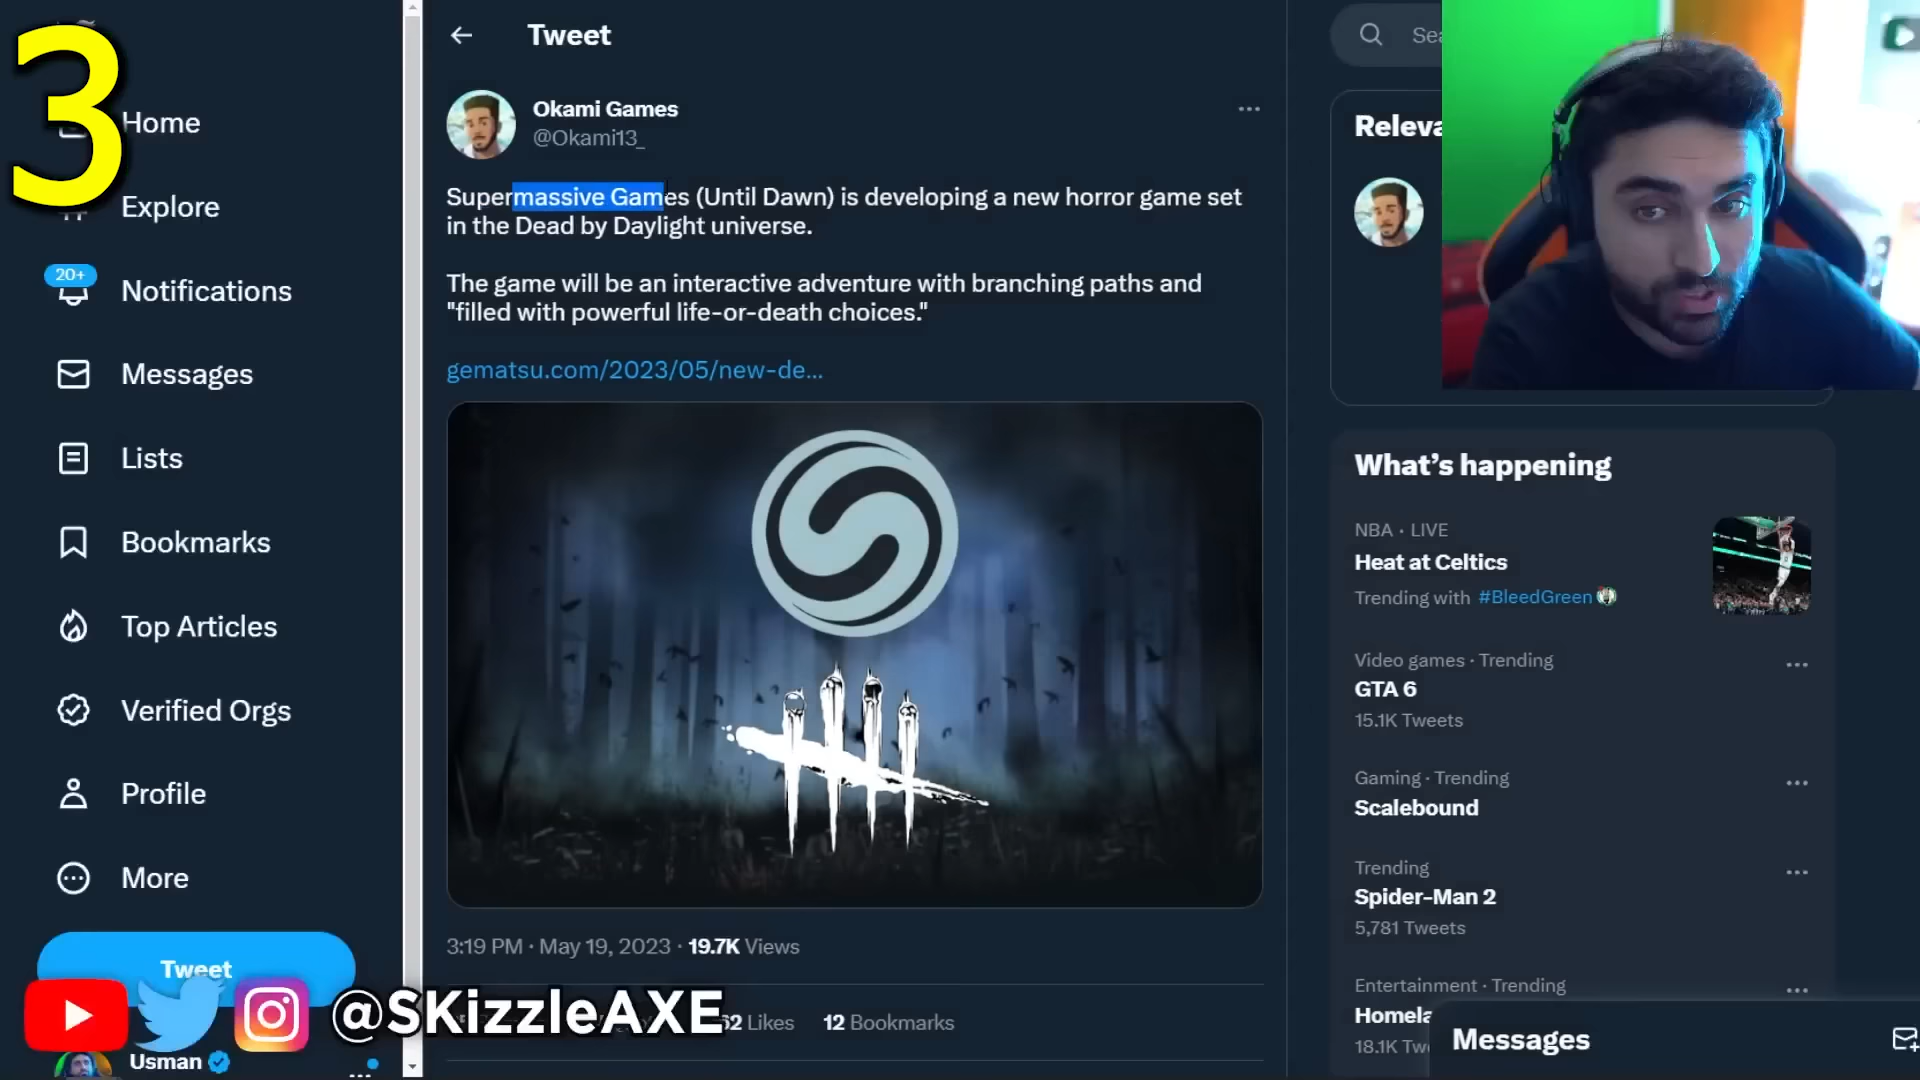 3
Home
Explore
20+
Notifications
Messages
Lists
Bookmarks
Top Articles
Verified Orgs
Profile
More
Tweet
@SKizzleAXE
Usman
Tweet
Okami Games
@Okami13_
Supermassive Games (Until Dawn) is developing a new horror game set
in the Dead by Daylight universe.
The game will be an interactive adventure with branching paths and
"filled with powerful life-or-death choices."
gematsu.com/2023/05/new-de...
3:19 PM · May 19, 2023 · 19.7K Views
Likes 12 Bookmarks
What's happening
NBA · LIVE
Heat at Celtics
Trending with #BleedGreen
Video games · Trending
GTA 6
15.1K Tweets
Gaming · Trending
Scalebound
Trending
Spider-Man 2
5,781 Tweets
Entertainment · Trending
18.1K
Messages